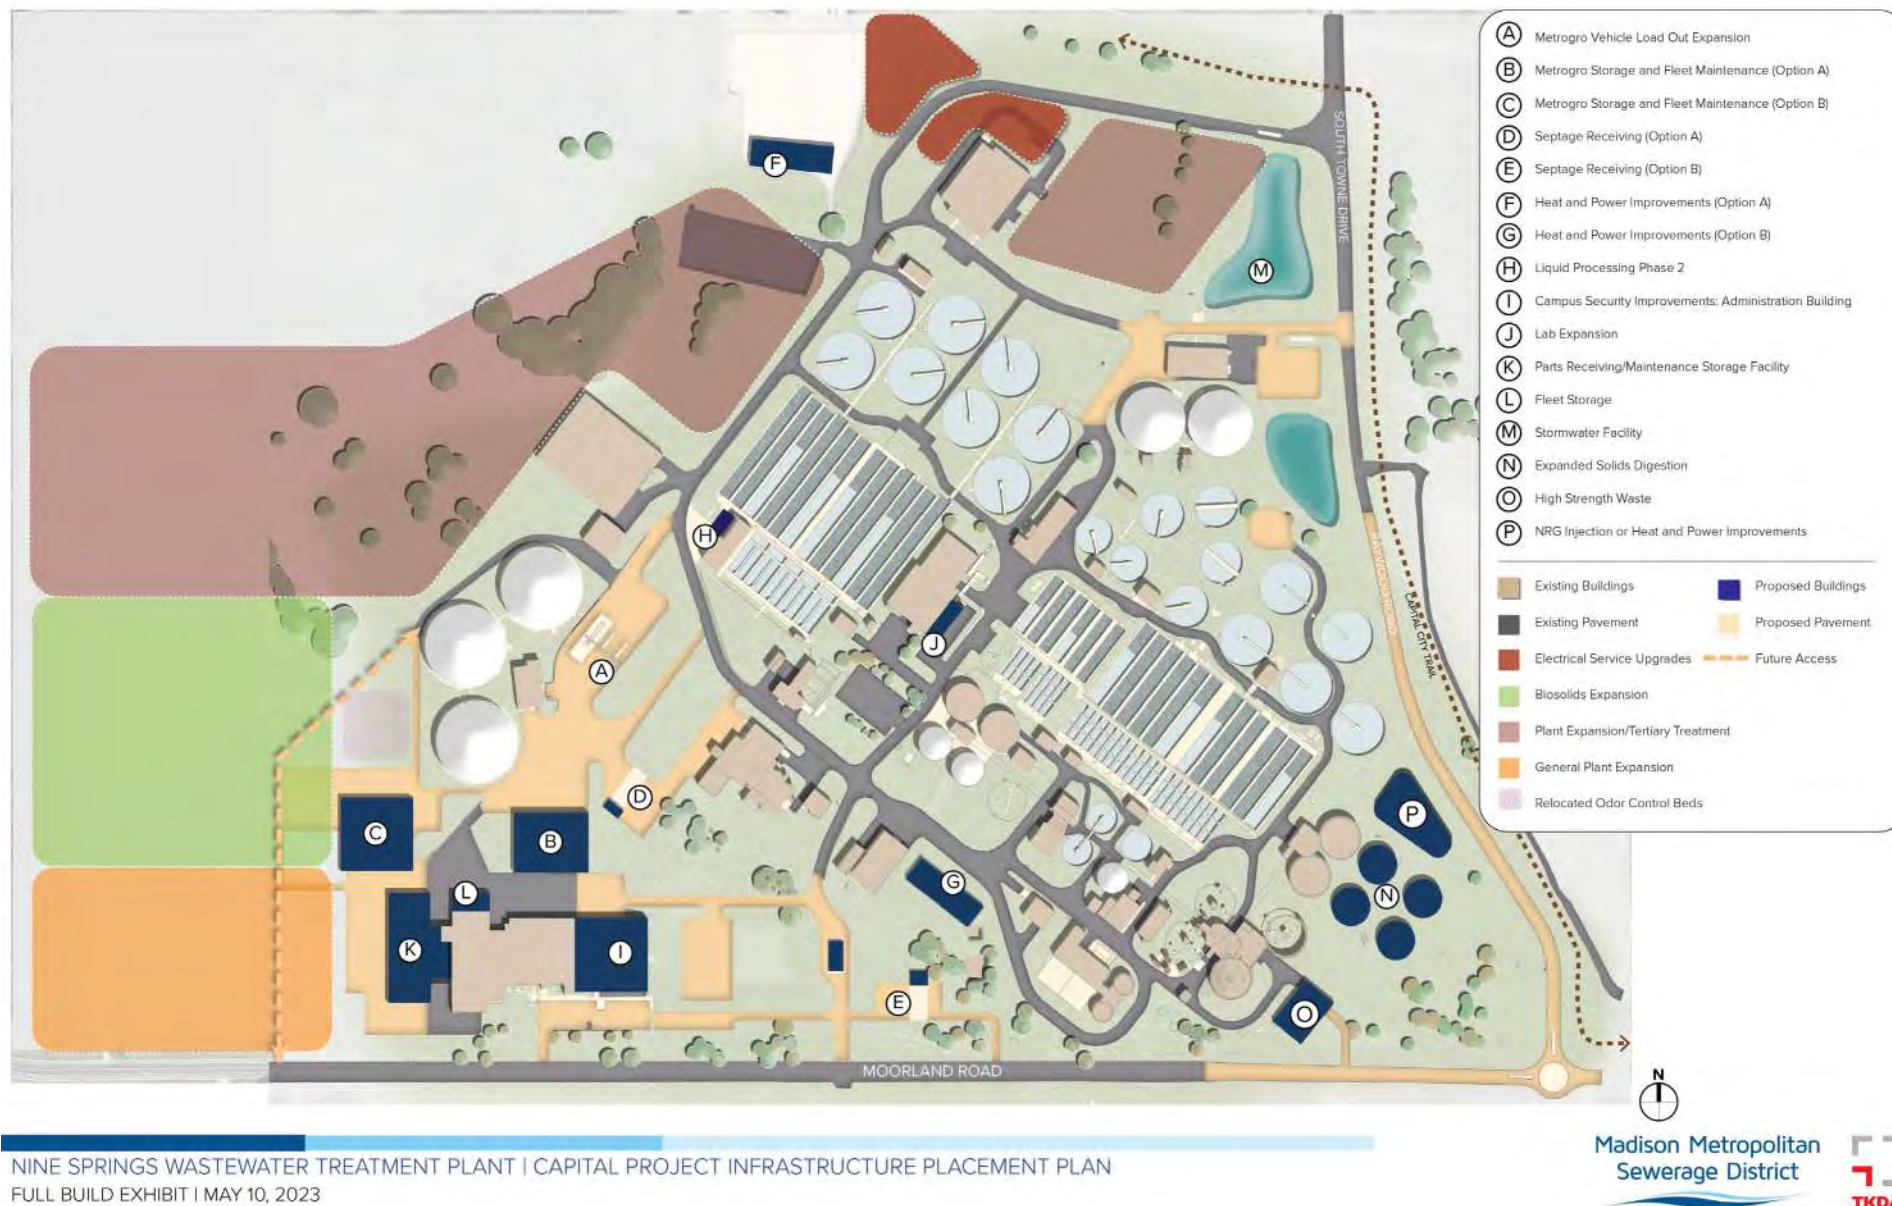 A Metrogro Vehicle Load Out Expansion
B Metrogro Storage and Fleet Maintenance (Option A)
C Metrogro Storage and Fleet Maintenance (Option B)
D Septage Receiving (Option A)
E Septage Receiving (Option B)
F Heat and Power Improvements (Option A)
G Heat and Power Improvements (Option B)
H Liquid Processing Phase 2
I Campus Security Improvements: Administration Building
J Lab Expansion
K Parts Receiving/Maintenance Storage Facility
L Fleet Storage
M Stormwater Facility
N Expanded Solids Digestion
O High Strength Waste
P NRG Injection or Heat and Power Improvements
Existing Buildings
Proposed Buildings
Existing Pavement
Proposed Pavement
Electrical Service Upgrades
Future Access
Biosolids Expansion
Plant Expansion/Tertiary Treatment
General Plant Expansion
Relocated Odor Control Beds
SOUTH TOWNE DRIVE
F
M
H
RAYWOOD ROAD
CAPITAL CITY TRAIL
J
A
D
P
C
B
G
L
N
K
I
E
O
MOORLAND ROAD
N
NINE SPRINGS WASTEWATER TREATMENT PLANT | CAPITAL PROJECT INFRASTRUCTURE PLACEMENT PLAN
FULL BUILD EXHIBIT | MAY 10, 2023
Madison Metropolitan
Sewerage District
TKDA